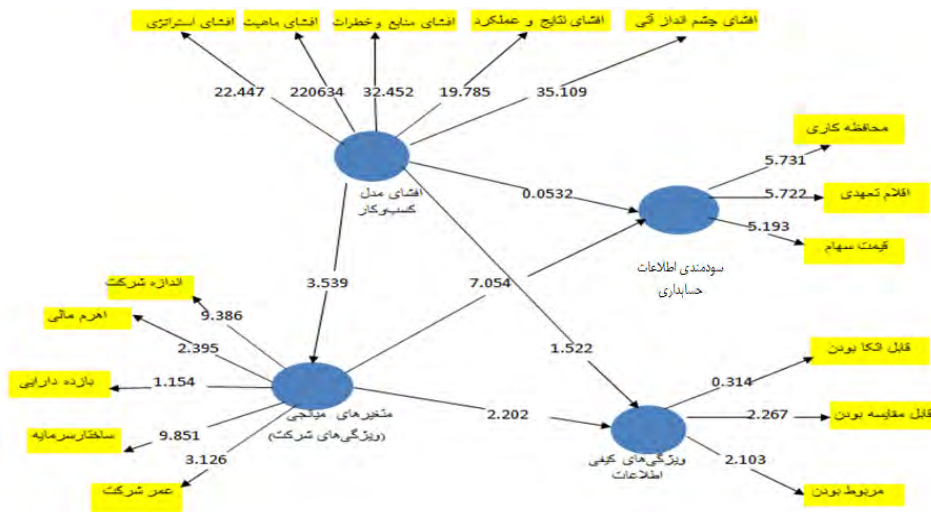 افشای استراتژی
افشای ماهیت
افشای منابع و خطرات
افشای نتایج و عملکرد
افشای چشم انداز آتی
22.447
220634
32.452
19.785
35.109
محافظه کاری
5.731
افشای مدل
کسب‌وکار
0.0532
5.722
اقلام تعهدی
5.193
قیمت سهام
سودمندی اطلاعات
حسابداری
3.539
7.054
اندازه شرکت
9.386
اهرم مالی
2.395
1.522
قابل اتکا بودن
بازده دارایی
1.154
0.314
متغیرهای میانجی
(ویژگی‌های شرکت)
2.202
2.267
قابل مقایسه بودن
ساختارسرمایه
9.851
ویژگی‌های کیفی
اطلاعات
2.103
3.126
عمر شرکت
مربوط بودن